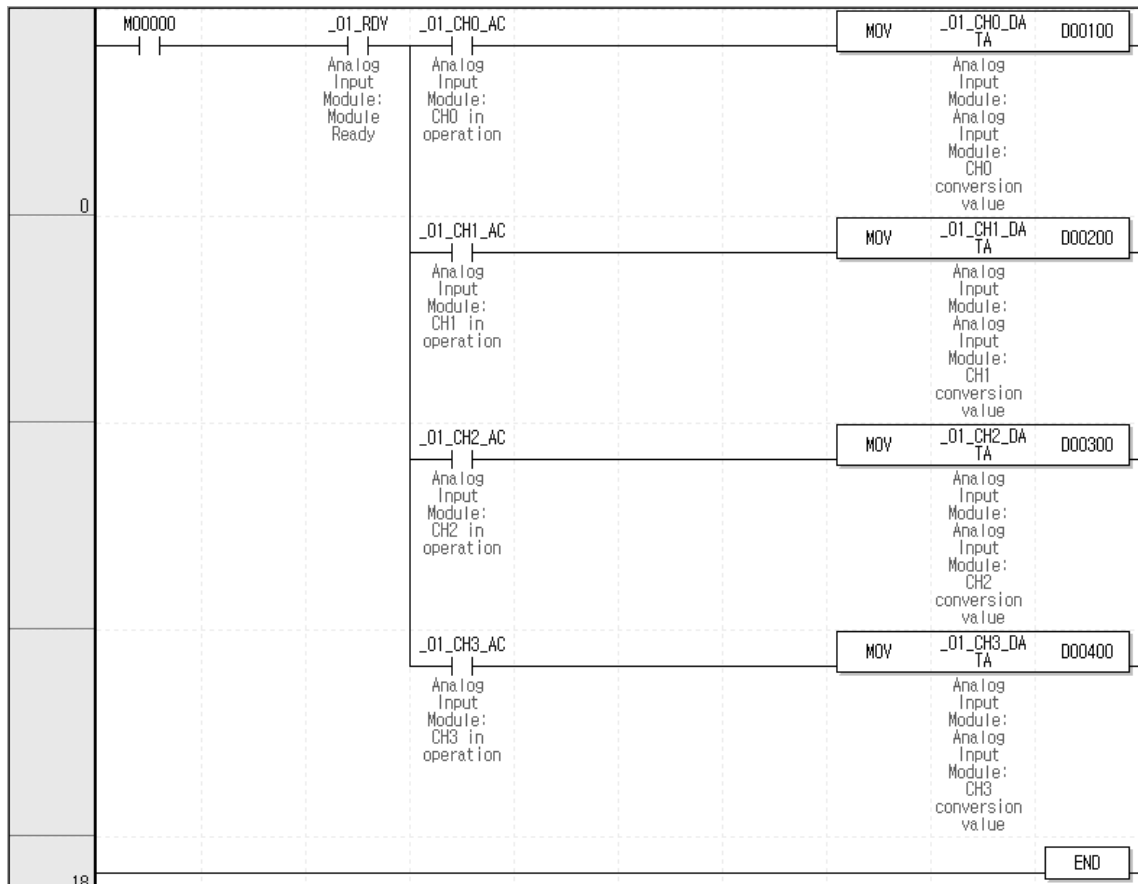 M00000 _01_RDY _01_CH0_AC MOV _01_CH0_DA D00100
TA
Analog Analog Analog
Input Input Input
Module: Module: Module:
Module CH0 in Analog
Ready operation Input
Module:
CH0
conversion
0 value
_01_CH1_AC MOV _01_CH1_DA D00200
TA
Analog Analog
Input Input
Module: Module:
CH1 in Analog
operation Input
Module:
CH1
conversion
value
_01_CH2_AC MOV _01_CH2_DA D00300
TA
Analog Analog
Input Input
Module: Module:
CH2 in Analog
operation Input
Module:
CH2
conversion
value
_01_CH3_AC MOV _01_CH3_DA D00400
TA
Analog Analog
Input Input
Module: Module:
CH3 in Analog
operation Input
Module:
CH3
conversion
value
END
18